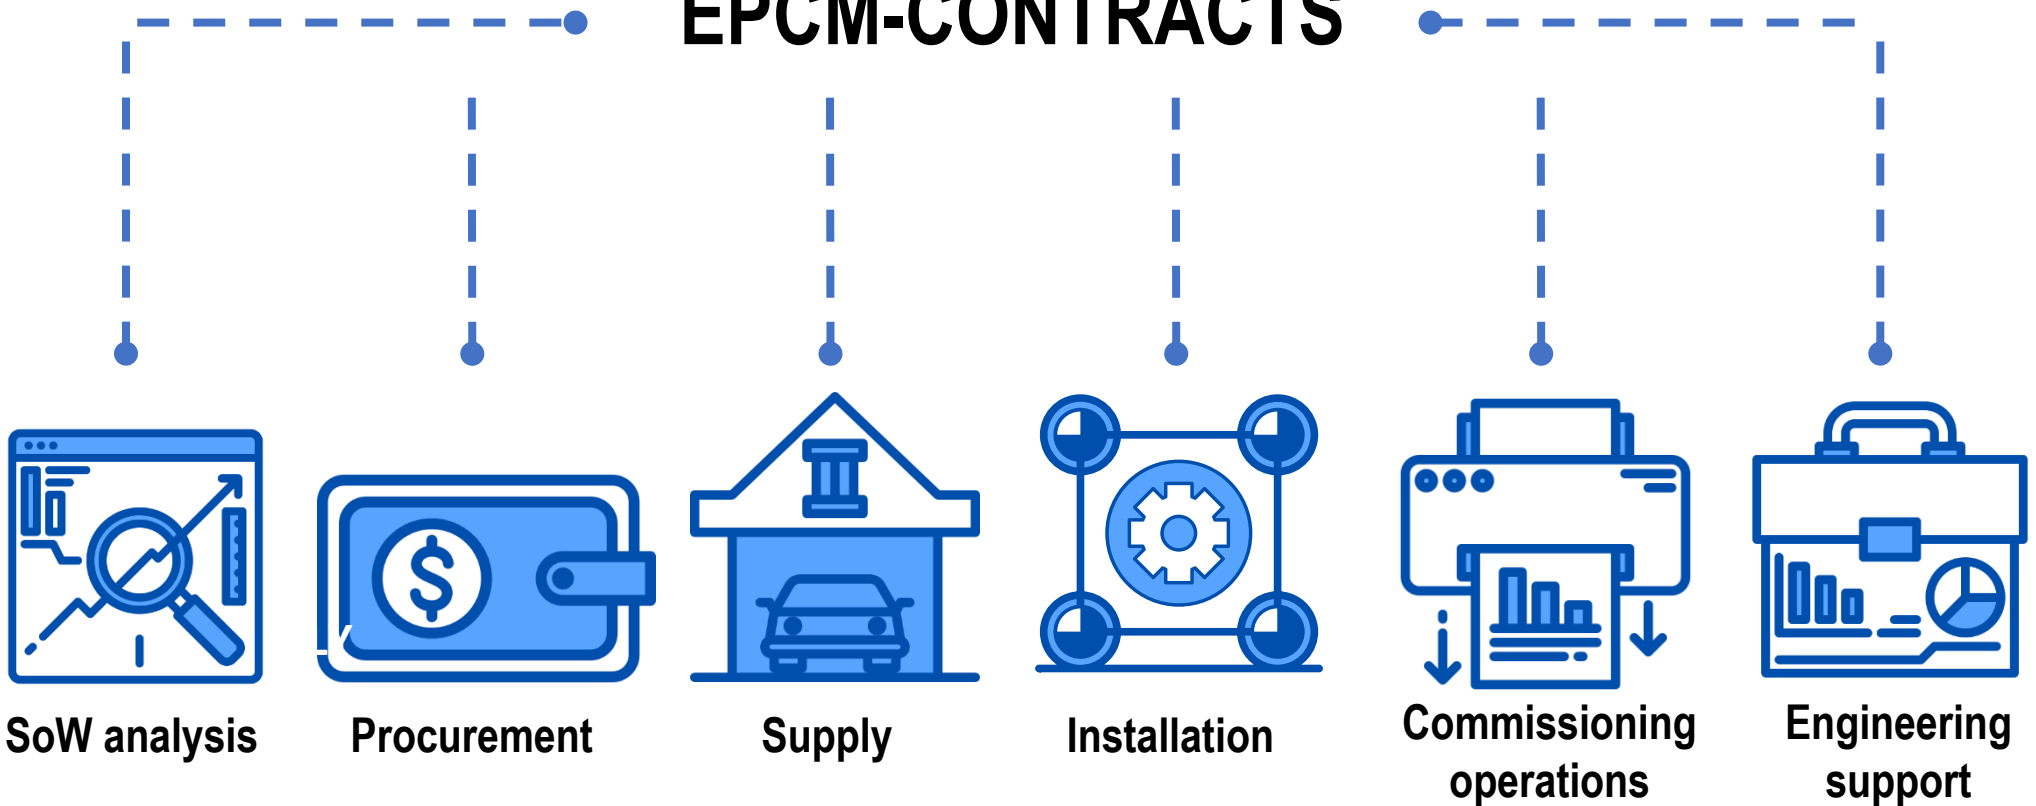 EPCM-CONTRACTS
SoW analysis
Procurement
Supply
Installation
Commissioning
operations
Engineering
support